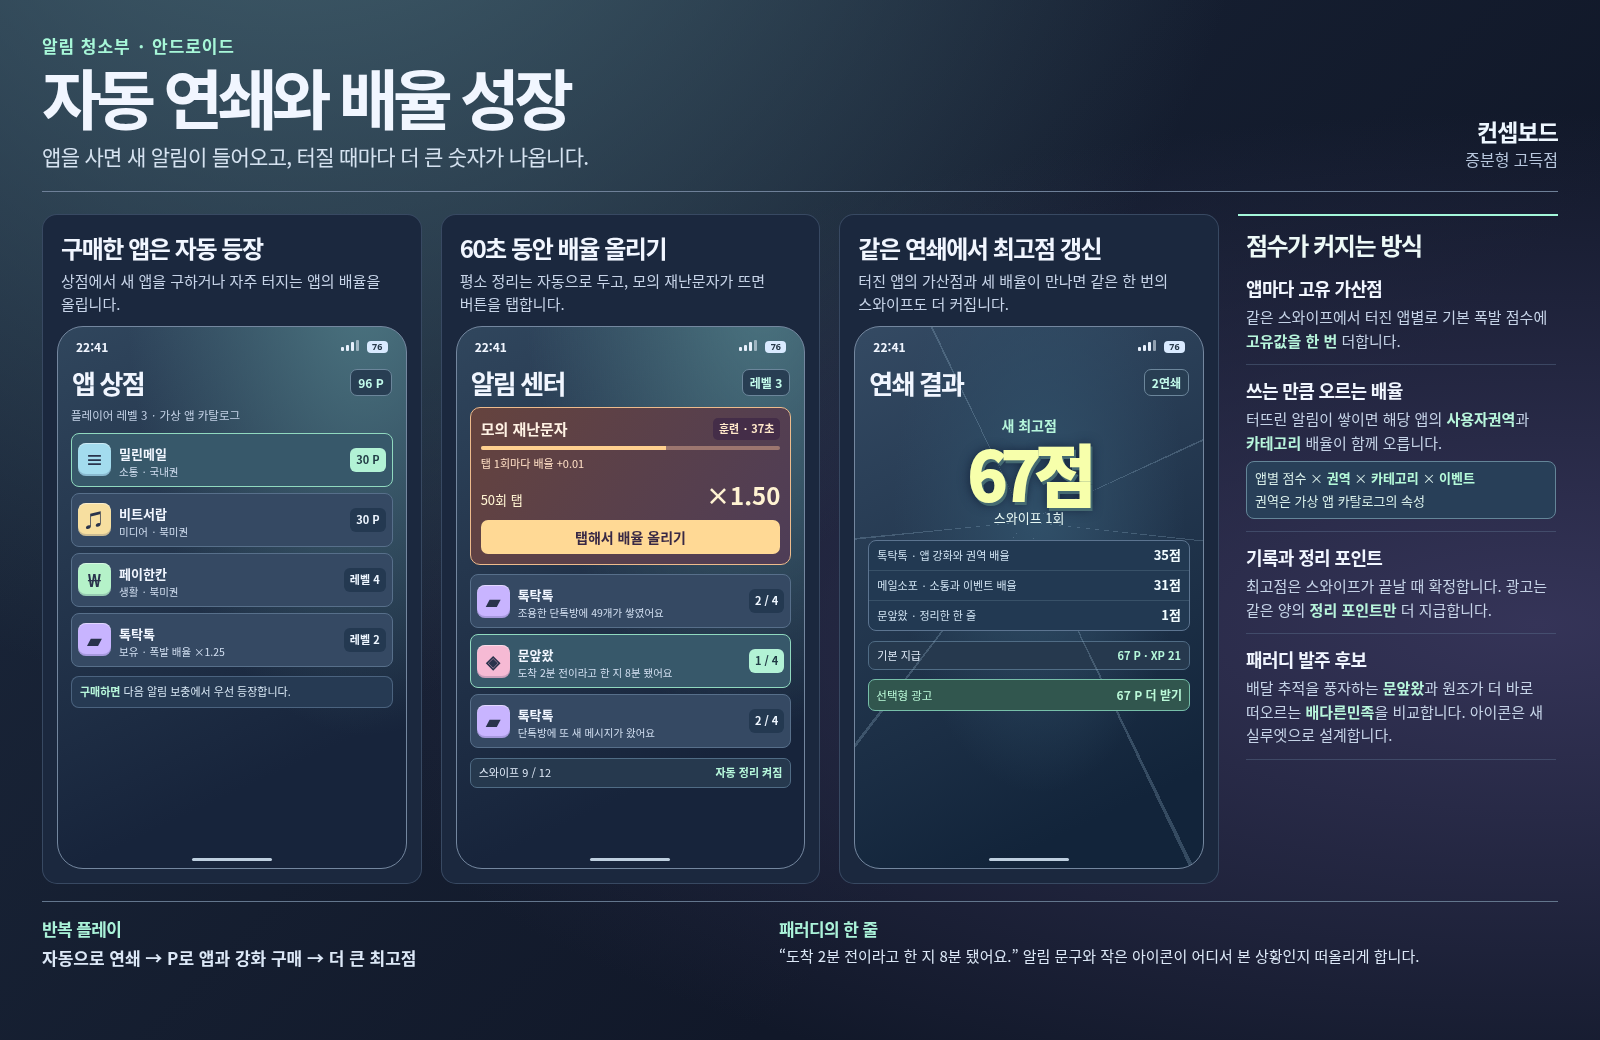 알림 청소부 · 안드로이드
자동 연쇄와 배율 성장
앱을 사면 새 알림이 들어오고, 터질 때마다 더 큰 숫자가 나옵니다.
컨셉보드
증분형 고득점
구매한 앱은 자동 등장
상점에서 새 앱을 구하거나 자주 터지는 앱의 배율을
올립니다.
22:41
76
앱 상점
96 P
플레이어 레벨 3 · 가상 앱 카탈로그
밀린메일
소통 · 국내권
30 P
비트서랍
미디어 · 북미권
30 P
₩
페이한칸
생활 · 북미권
레벨 4
톡탁톡
보유 · 폭발 배율 ×1.25
레벨 2
구매하면 다음 알림 보충에서 우선 등장합니다.
60초 동안 배율 올리기
평소 정리는 자동으로 두고, 모의 재난문자가 뜨면
버튼을 탭합니다.
22:41
76
알림 센터
레벨 3
모의 재난문자
훈련 · 37초
탭 1회마다 배율 +0.01
50회 탭
×1.50
탭해서 배율 올리기
톡탁톡
조용한 단톡방에 49개가 쌓였어요
2 / 4
문앞왔
도착 2분 전이라고 한 지 8분 됐어요
1 / 4
톡탁톡
단톡방에 또 새 메시지가 왔어요
2 / 4
스와이프 9 / 12
자동 정리 켜짐
같은 연쇄에서 최고점 갱신
터진 앱의 가산점과 세 배율이 만나면 같은 한 번의
스와이프도 더 커집니다.
22:41
76
연쇄 결과
2연쇄
새 최고점
67점
스와이프 1회
톡탁톡 · 앱 강화와 권역 배율
35점
메일소포 · 소통과 이벤트 배율
31점
문앞왔 · 정리한 한 줄
1점
기본 지급
67 P · XP 21
선택형 광고
67 P 더 받기
점수가 커지는 방식
앱마다 고유 가산점
같은 스와이프에서 터진 앱별로 기본 폭발 점수에
고유값을 한 번 더합니다.
쓰는 만큼 오르는 배율
터뜨린 알림이 쌓이면 해당 앱의 사용자권역과
카테고리 배율이 함께 오릅니다.
앱별 점수 × 권역 × 카테고리 × 이벤트
권역은 가상 앱 카탈로그의 속성
기록과 정리 포인트
최고점은 스와이프가 끝날 때 확정합니다. 광고는
같은 양의 정리 포인트만 더 지급합니다.
패러디 발주 후보
배달 추적을 풍자하는 문앞왔과 원조가 더 바로
떠오르는 배다른민족을 비교합니다. 아이콘은 새
실루엣으로 설계합니다.
반복 플레이
자동으로 연쇄 → P로 앱과 강화 구매 → 더 큰 최고점
패러디의 한 줄
“도착 2분 전이라고 한 지 8분 됐어요.” 알림 문구와 작은 아이콘이 어디서 본 상황인지 떠올리게 합니다.